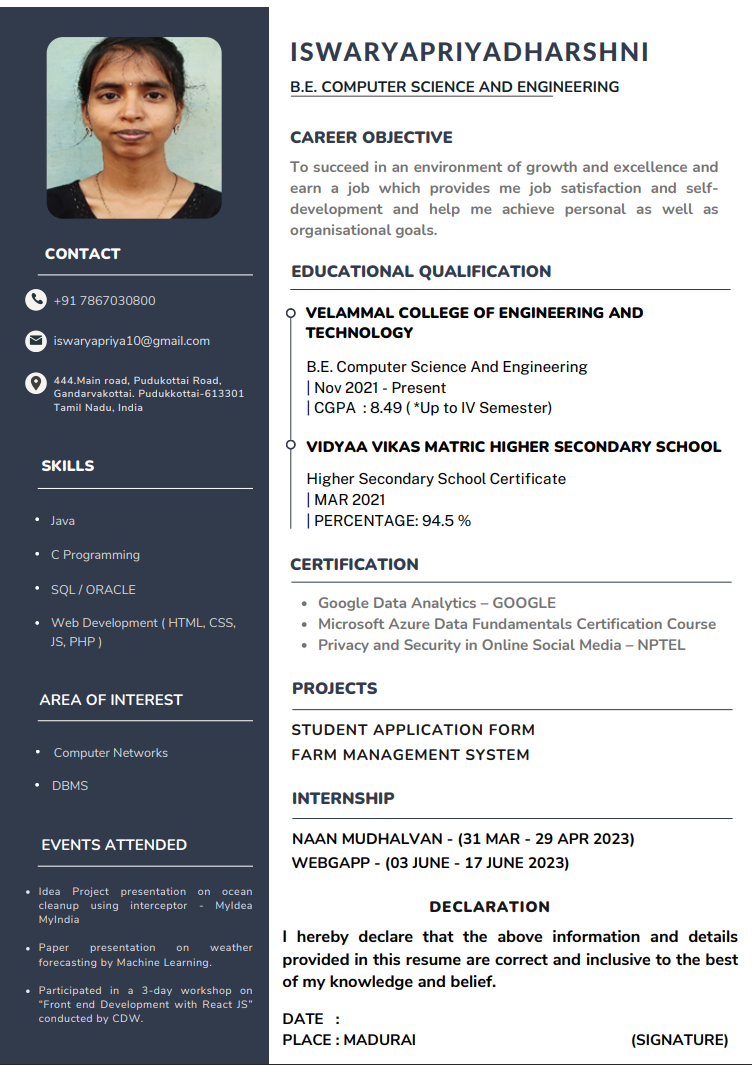 ISWARYAPRIYADHARSHNI
B.E. COMPUTER SCIENCE AND ENGINEERING
CONTACT
+91 7867030800
iswaryapriya10@gmail.com
444.Main road, Pudukottai Road,
Gandarvakottai. Pudukkottai-613301
Tamil Nadu, India
SKILLS
• Java
• C Programming
• SQL / ORACLE
• Web Development ( HTML, CSS,
JS, PHP )
AREA OF INTEREST
• Computer Networks
• DBMS
EVENTS ATTENDED
• Idea Project presentation on ocean
cleanup using interceptor - MyIdea
MyIndia
• Paper presentation on weather
forecasting by Machine Learning.
• Participated in a 3-day workshop on
"Front end Development with React JS"
conducted by CDW.
CAREER OBJECTIVE
To succeed in an environment of growth and excellence and
earn a job which provides me job satisfaction and self-
development and help me achieve personal as well as
organisational goals.
EDUCATIONAL QUALIFICATION
VELAMMAL COLLEGE OF ENGINEERING AND
TECHNOLOGY
B.E. Computer Science And Engineering
| Nov 2021 - Present
| CGPA : 8.49 ( *Up to IV Semester)
VIDYAA VIKAS MATRIC HIGHER SECONDARY SCHOOL
Higher Secondary School Certificate
| MAR 2021
| PERCENTAGE: 94.5 %
CERTIFICATION
• Google Data Analytics – GOOGLE
• Microsoft Azure Data Fundamentals Certification Course
• Privacy and Security in Online Social Media – NPTEL
PROJECTS
STUDENT APPLICATION FORM
FARM MANAGEMENT SYSTEM
INTERNSHIP
NAAN MUDHALVAN - (31 MAR - 29 APR 2023)
WEBGAPP - (03 JUNE - 17 JUNE 2023)
DECLARATION
I hereby declare that the above information and details
provided in this resume are correct and inclusive to the best
of my knowledge and belief.
DATE :
PLACE : MADURAI (SIGNATURE)